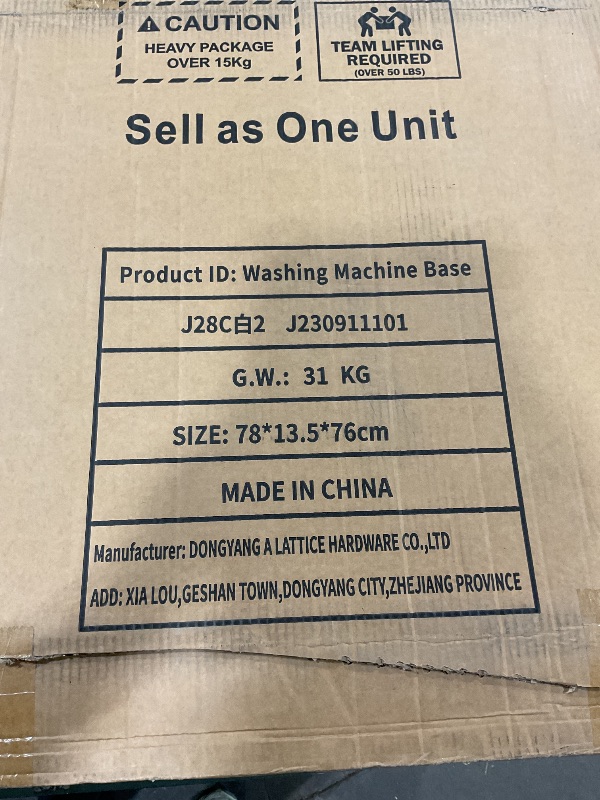 CAUTION
HEAVY PACKAGE
OVER 15Kg
TEAM LIFTING
REQUIRED
(OVER 50 LBS)
Sell as One Unit
Product ID: Washing Machine Base
J28C白2 J230911101
G.W.: 31 KG
SIZE: 78*13.5*76cm
MADE IN CHINA
Manufacturer: DONGYANG A LATTICE HARDWARE CO.,LTD
ADD: XIA LOU,GESHAN TOWN,DONGYANG CITY,ZHEJIANG PROVINCE